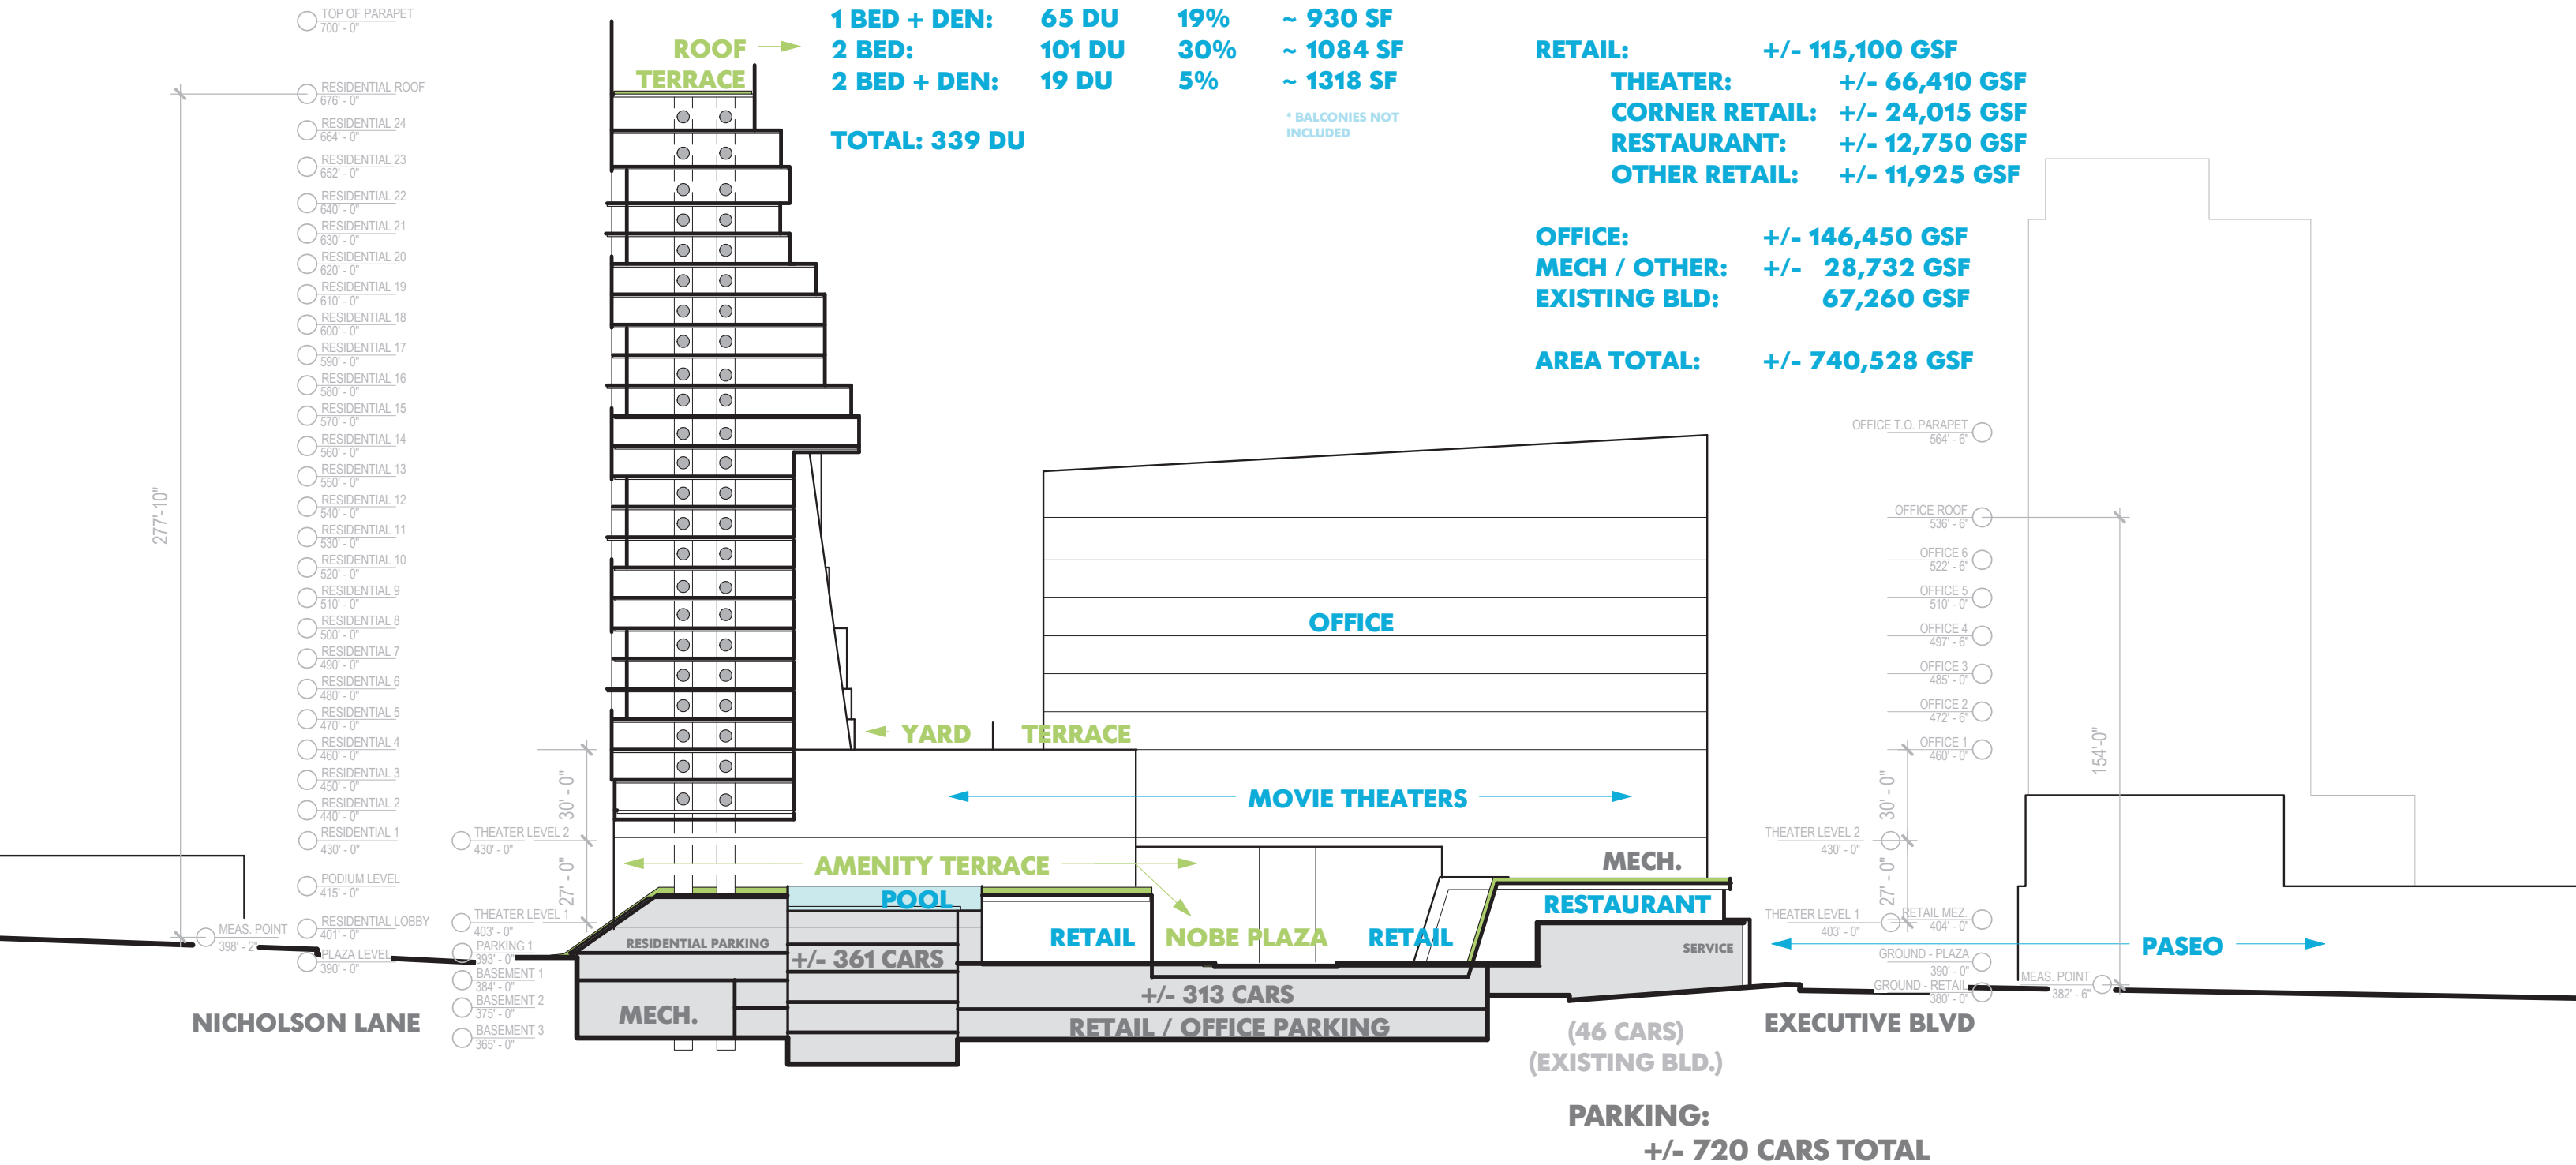 TOP OF PARAPET
700' - 0"
RESIDENTIAL ROOF
676' - 0"
RESIDENTIAL 24
664' - 0"
RESIDENTIAL 23
652' - 0"
RESIDENTIAL 22
640' - 0"
RESIDENTIAL 21
630' - 0"
RESIDENTIAL 20
620' - 0"
RESIDENTIAL 19
610' - 0"
RESIDENTIAL 18
600' - 0"
RESIDENTIAL 17
590' - 0"
RESIDENTIAL 16
580' - 0"
RESIDENTIAL 15
570' - 0"
RESIDENTIAL 14
560' - 0"
RESIDENTIAL 13
550' - 0"
RESIDENTIAL 12
540' - 0"
RESIDENTIAL 11
530' - 0"
RESIDENTIAL 10
520' - 0"
RESIDENTIAL 9
510' - 0"
RESIDENTIAL 8
500' - 0"
RESIDENTIAL 7
490' - 0"
RESIDENTIAL 6
480' - 0"
RESIDENTIAL 5
470' - 0"
RESIDENTIAL 4
460' - 0"
RESIDENTIAL 3
450' - 0"
RESIDENTIAL 2
440' - 0"
RESIDENTIAL 1
430' - 0"
PODIUM LEVEL
415' - 0"
RESIDENTIAL LOBBY
401' - 0"
PLAZA LEVEL
390' - 0"
277'-10"
MEAS. POINT
398' - 2"
NICHOLSON LANE
THEATER LEVEL 2
430' - 0"
THEATER LEVEL 1
403' - 0"
PARKING 1
393' - 0"
BASEMENT 1
384' - 0"
BASEMENT 2
375' - 0"
BASEMENT 3
365' - 0"
30' - 0"
27' - 0"
ROOF
TERRACE
1 BED + DEN: 65 DU 19% ~ 930 SF
2 BED: 101 DU 30% ~ 1084 SF
2 BED + DEN: 19 DU 5% ~ 1318 SF
* BALCONIES NOT
INCLUDED
TOTAL: 339 DU
RETAIL: +/- 115,100 GSF
THEATER: +/- 66,410 GSF
CORNER RETAIL: +/- 24,015 GSF
RESTAURANT: +/- 12,750 GSF
OTHER RETAIL: +/- 11,925 GSF
OFFICE: +/- 146,450 GSF
MECH / OTHER: +/- 28,732 GSF
EXISTING BLD: 67,260 GSF
AREA TOTAL: +/- 740,528 GSF
OFFICE
YARD
TERRACE
MOVIE THEATERS
AMENITY TERRACE
MECH.
POOL
RESTAURANT
RETAIL
NOBE PLAZA
RETAIL
RESIDENTIAL PARKING
+/- 361 CARS
SERVICE
MECH.
+/- 313 CARS
RETAIL / OFFICE PARKING
(46 CARS)
(EXISTING BLD.)
PARKING:
+/- 720 CARS TOTAL
OFFICE T.O. PARAPET
564' - 6"
OFFICE ROOF
536' - 6"
OFFICE 6
522' - 6"
OFFICE 5
510' - 0"
OFFICE 4
497' - 6"
OFFICE 3
485' - 0"
OFFICE 2
472' - 6"
OFFICE 1
460' - 0"
30' - 0"
THEATER LEVEL 2
430' - 0"
27' - 0"
THEATER LEVEL 1
403' - 0"
RETAIL MEZ.
404' - 0"
GROUND - PLAZA
390' - 0"
GROUND - RETAIL
380' - 0"
154'-0"
PASEO
MEAS. POINT
382' - 6"
EXECUTIVE BLVD